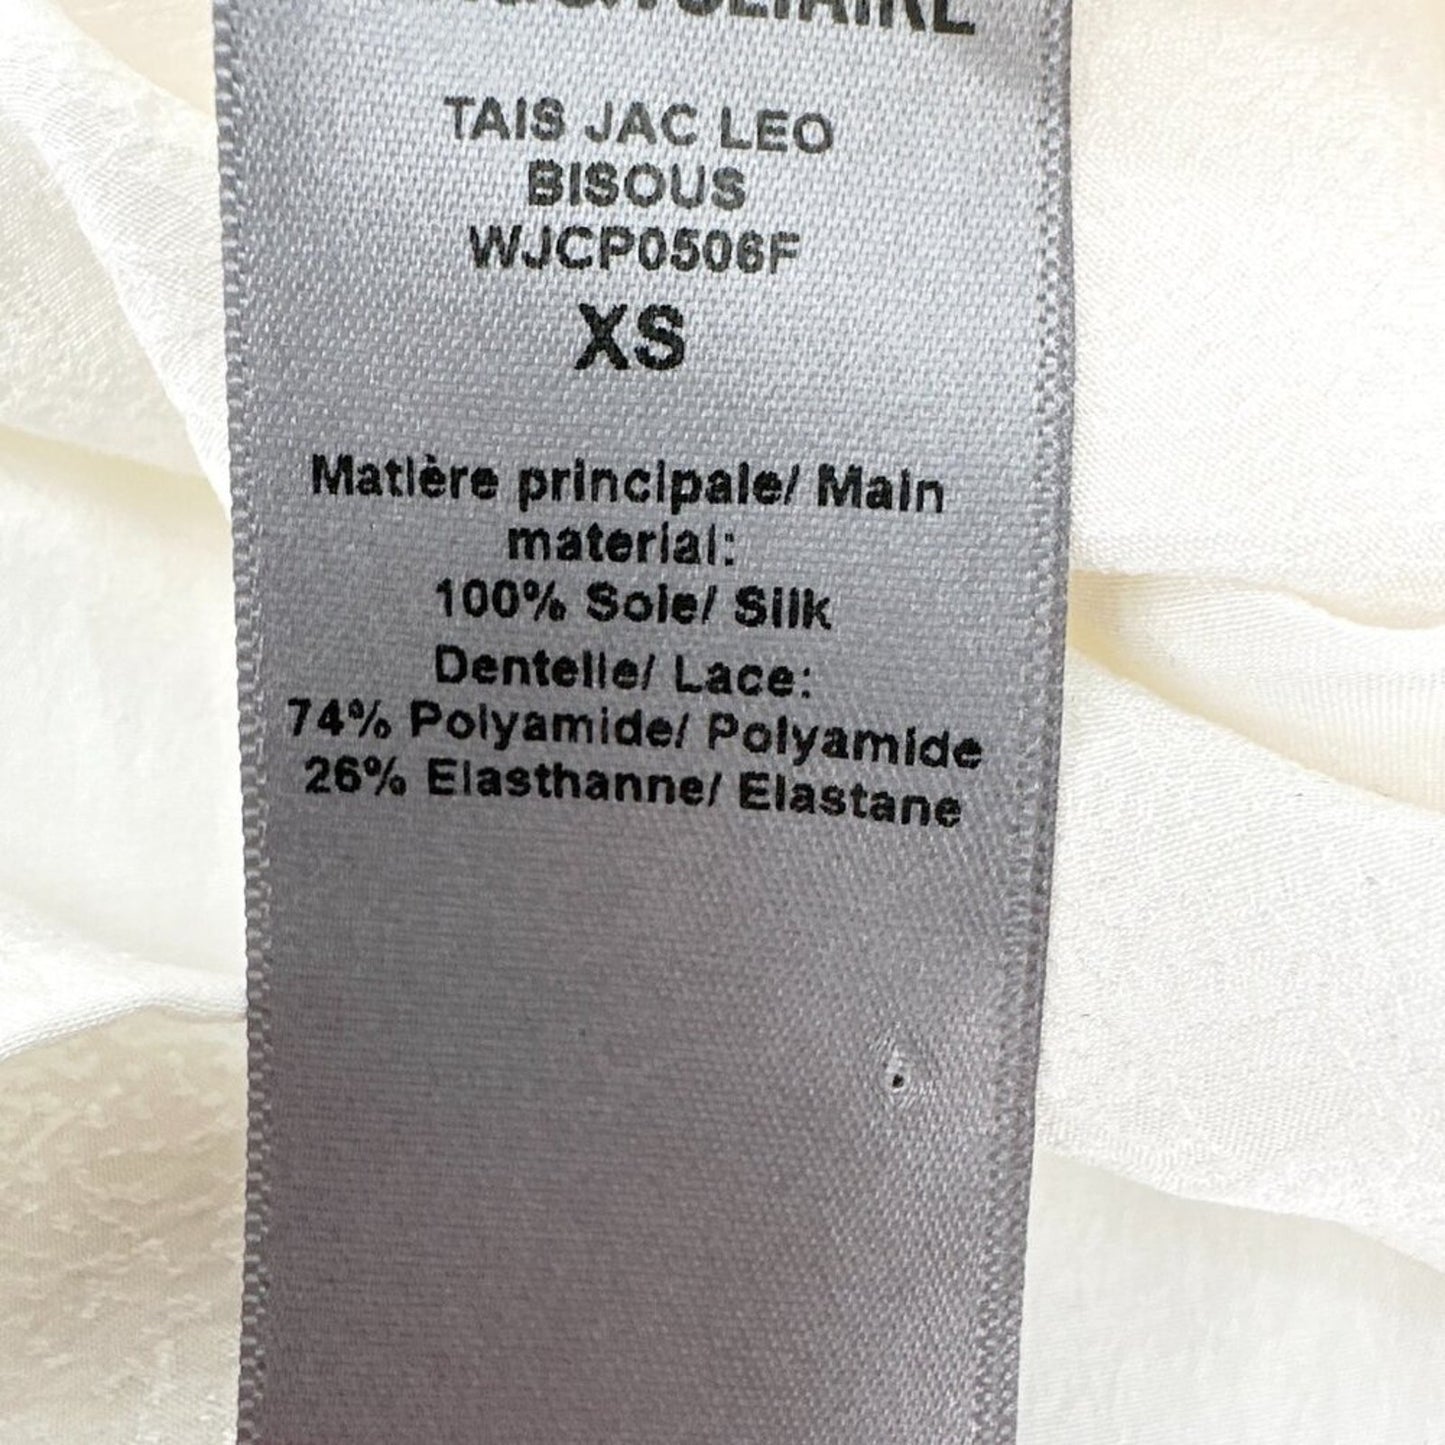 TAIS JAC LEO
BISOUS
WJCP0506F
XS
Matière principale/ Main
material:
100% Soie/ Silk
Dentelle/ Lace:
74% Polyamide/ Polyamide
26% Elasthanne/ Elastane